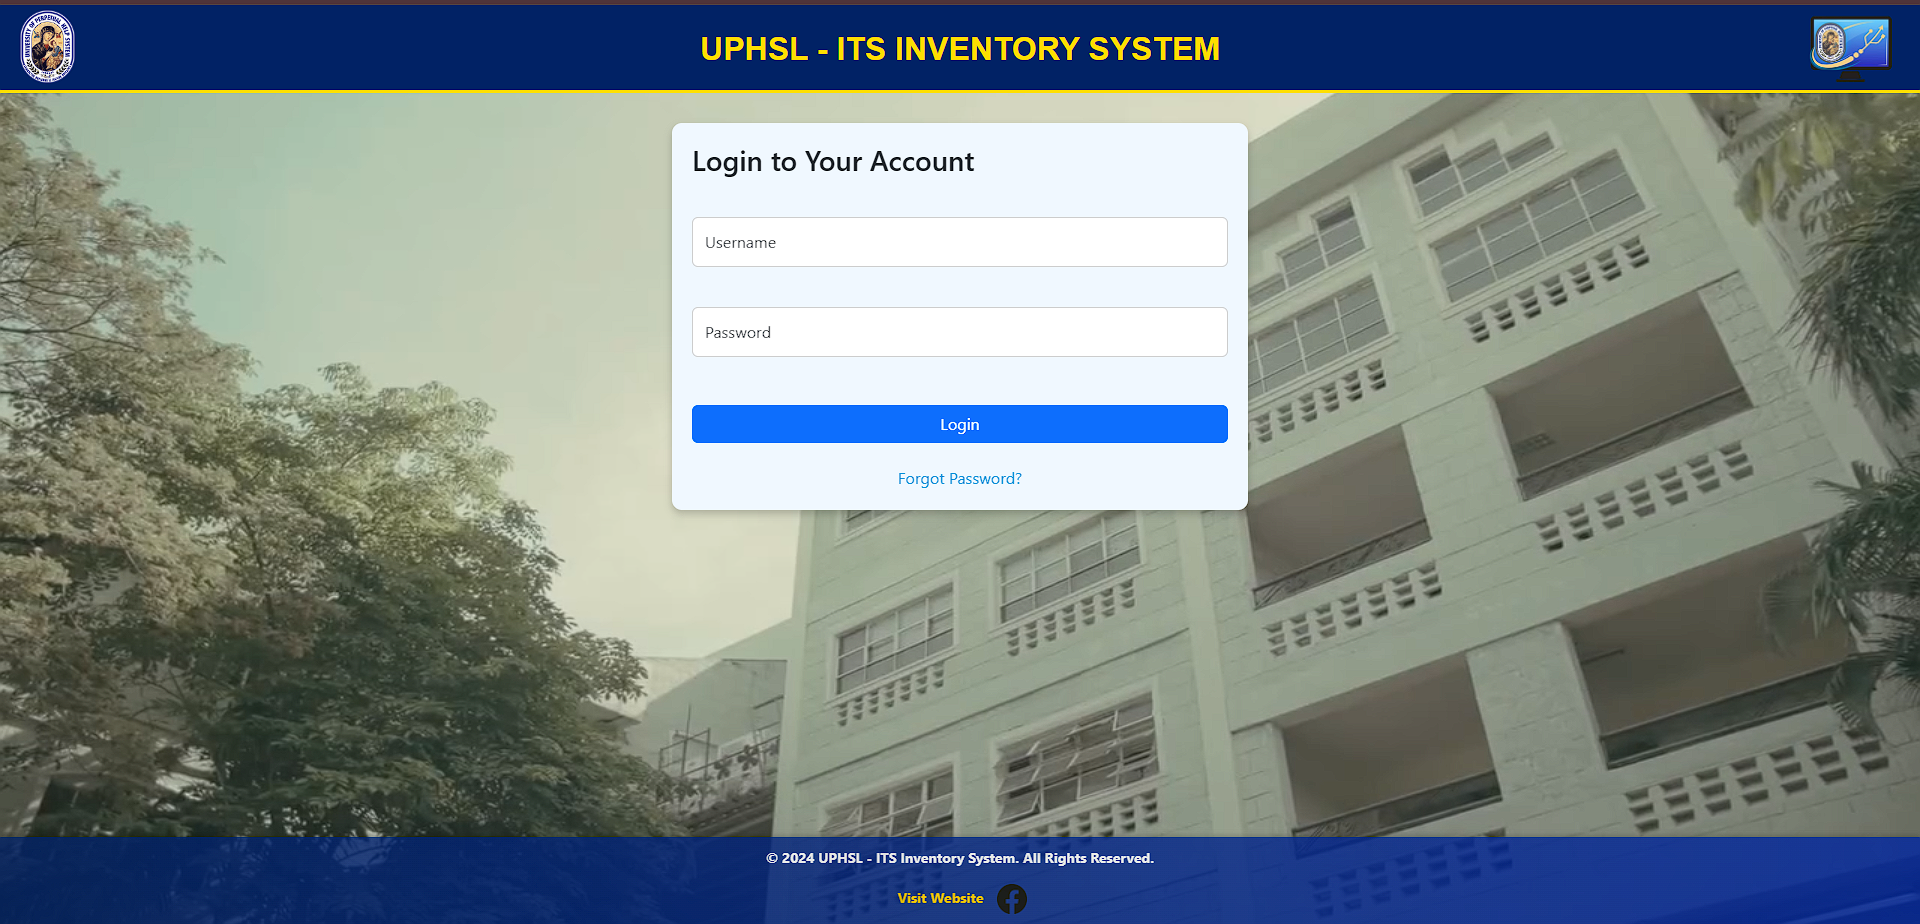 UPHSL - ITS INVENTORY SYSTEM
Login to Your Account
Username
Password
Login
Forgot Password?
© 2024 UPHSL - ITS Inventory System. All Rights Reserved.
Visit Website